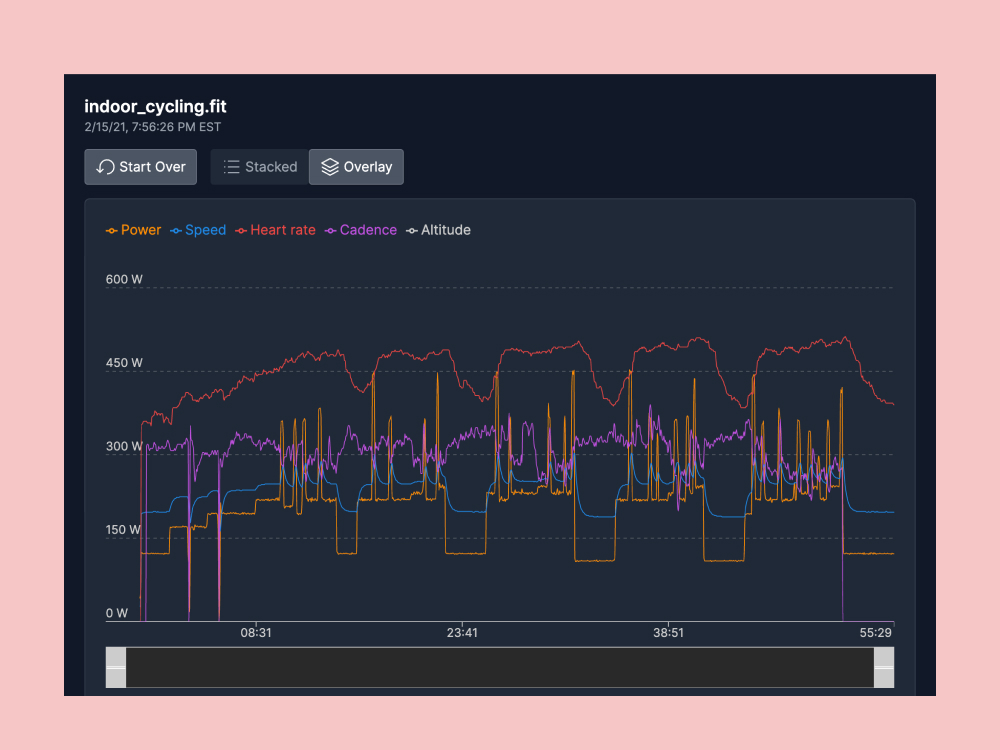 indoor_cycling.fit
2/15/21, 7:56:26 PM EST
Start Over Stacked Overlay
Power Speed Heart rate Cadence Altitude
600 W
450 W
300 W
150 W
0 W
08:31 23:41 38:51 55:29